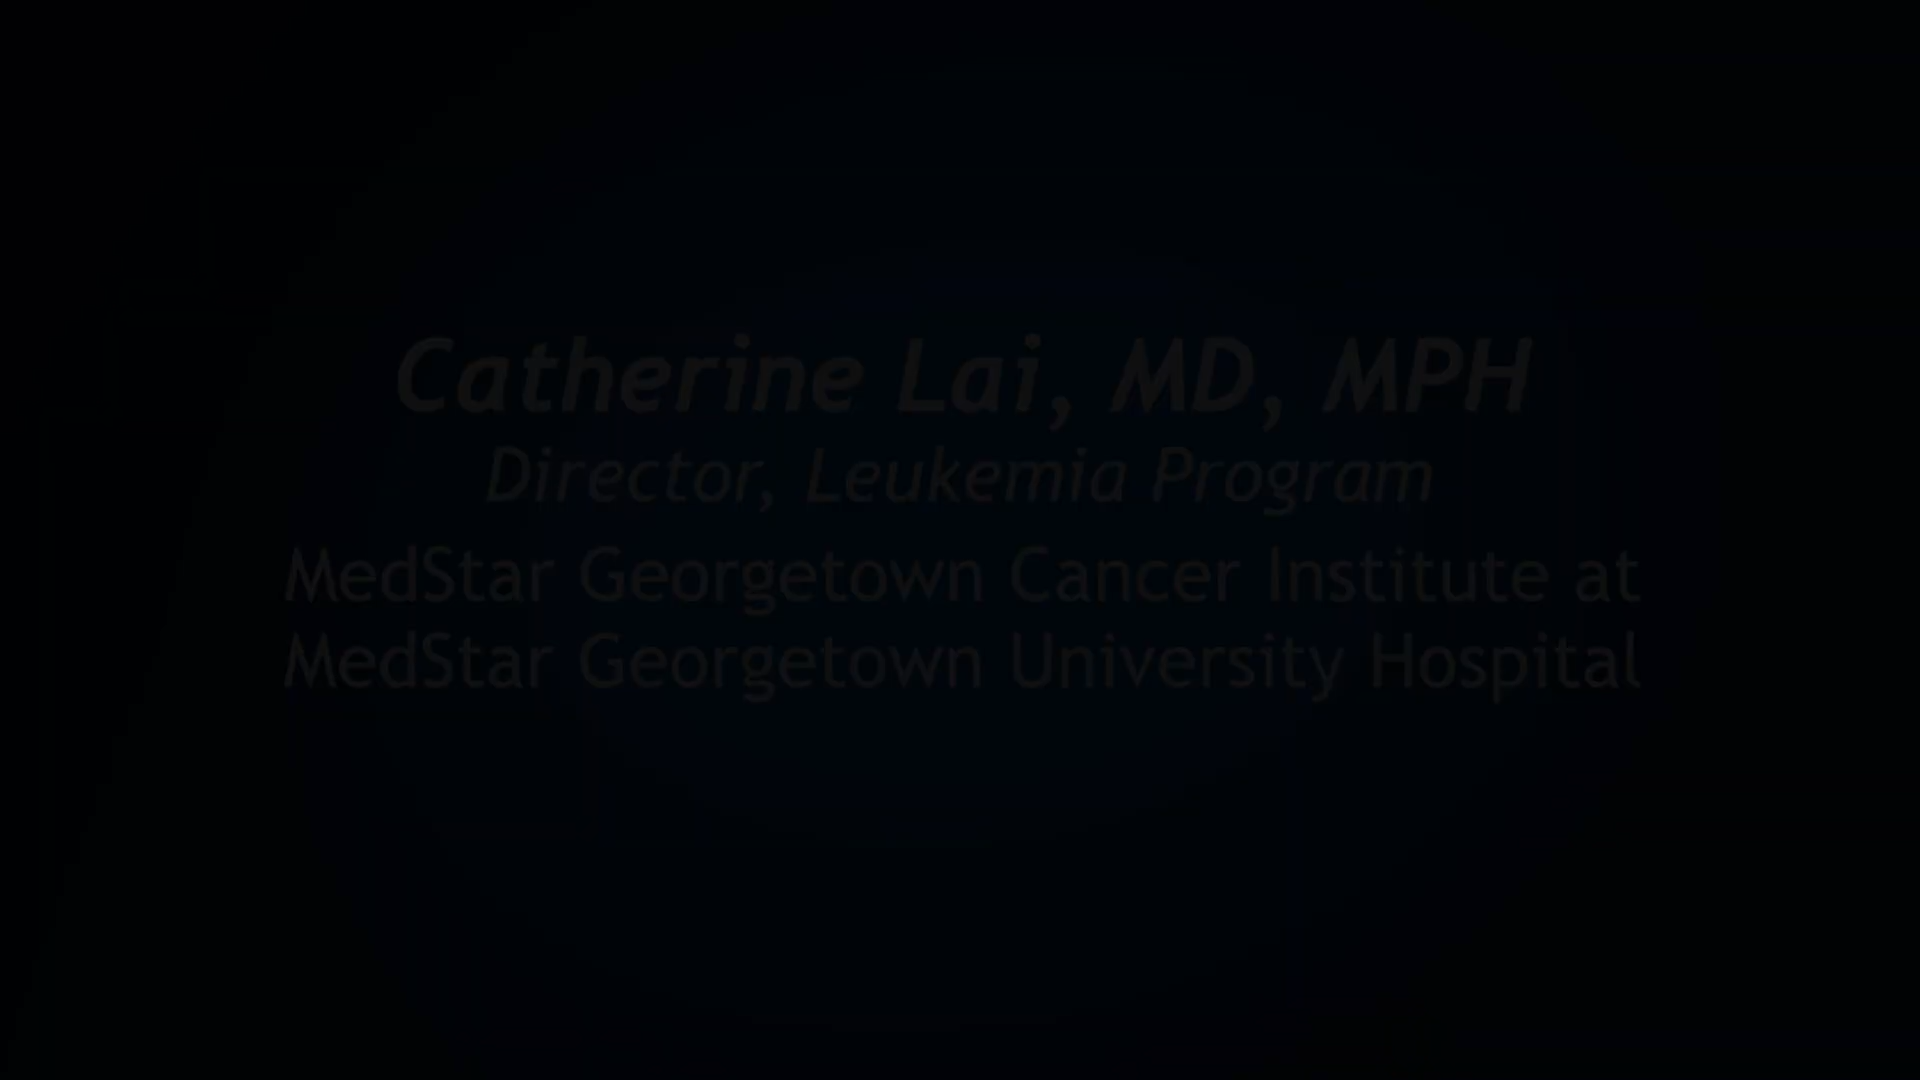 Catherine Lai, MD, MPH
Director, Leukemia Program
MedStar Georgetown Cancer Institute at
MedStar Georgetown University Hospital